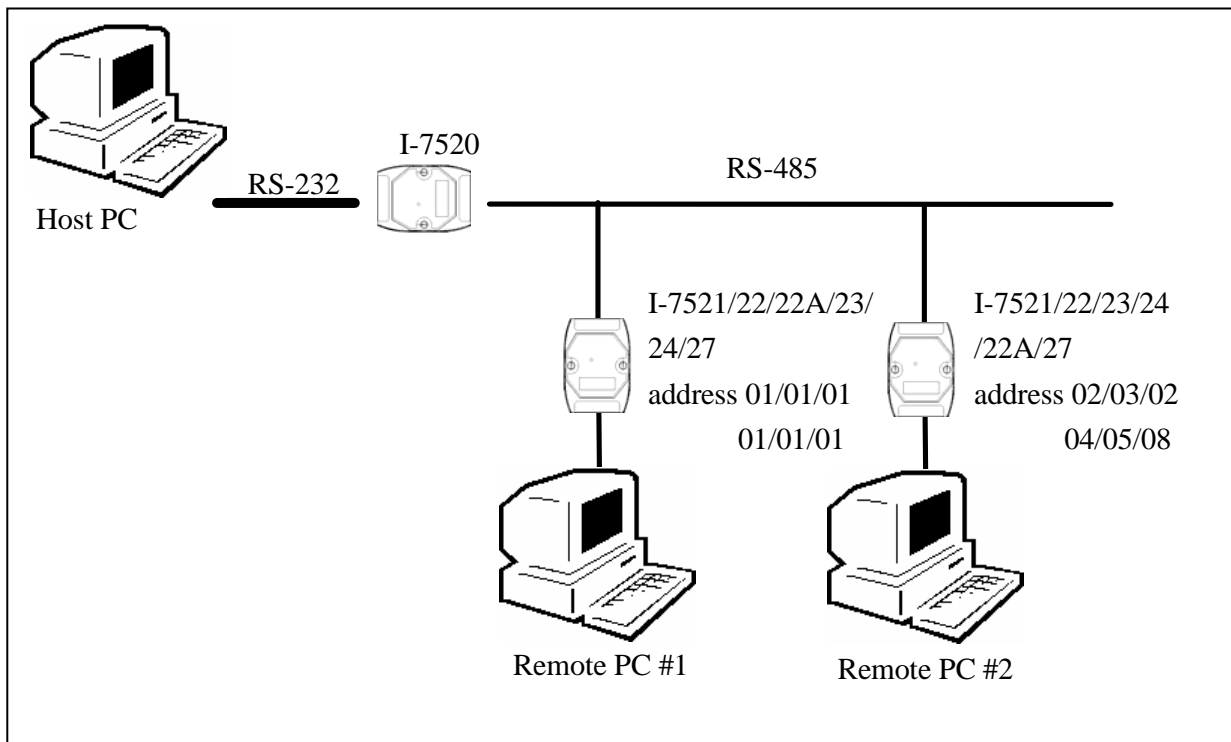 I-7520
RS-232
RS-485
Host PC
I-7521/22/22A/23/
24/27
address 01/01/01
01/01/01
I-7521/22/23/24
/22A/27
address 02/03/02
04/05/08
Remote PC #1
Remote PC #2